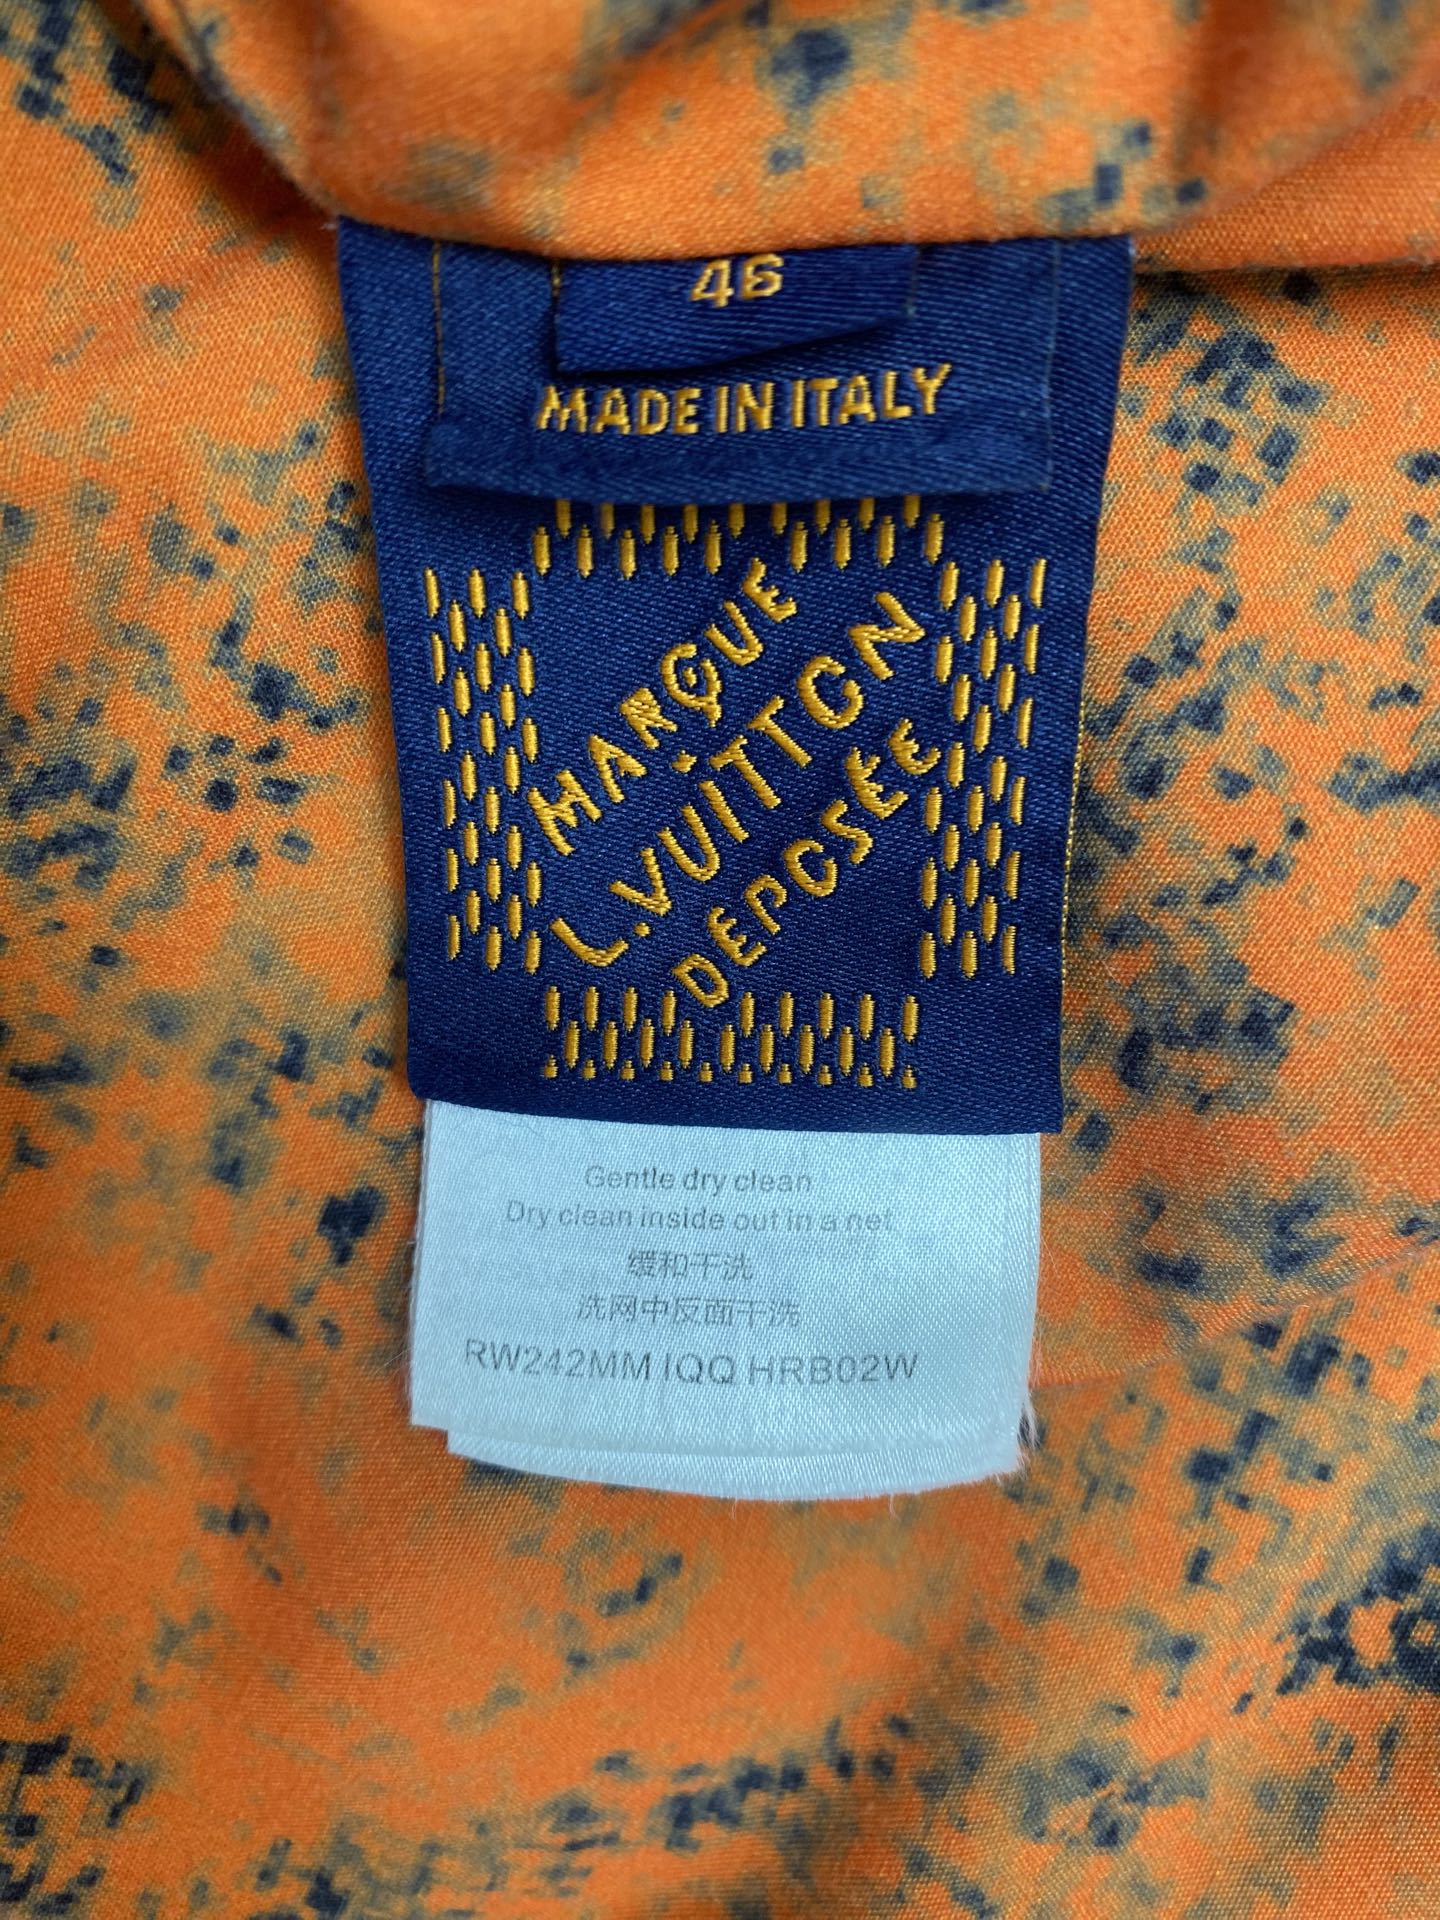 46
MADE IN ITALY
MARQUE
L.VUITTON
DEPOSÉE
Gentle dry clean
Dry clean inside out in a net
缓和干洗
洗网中反面干洗
RW242MM IQQ HRB02W